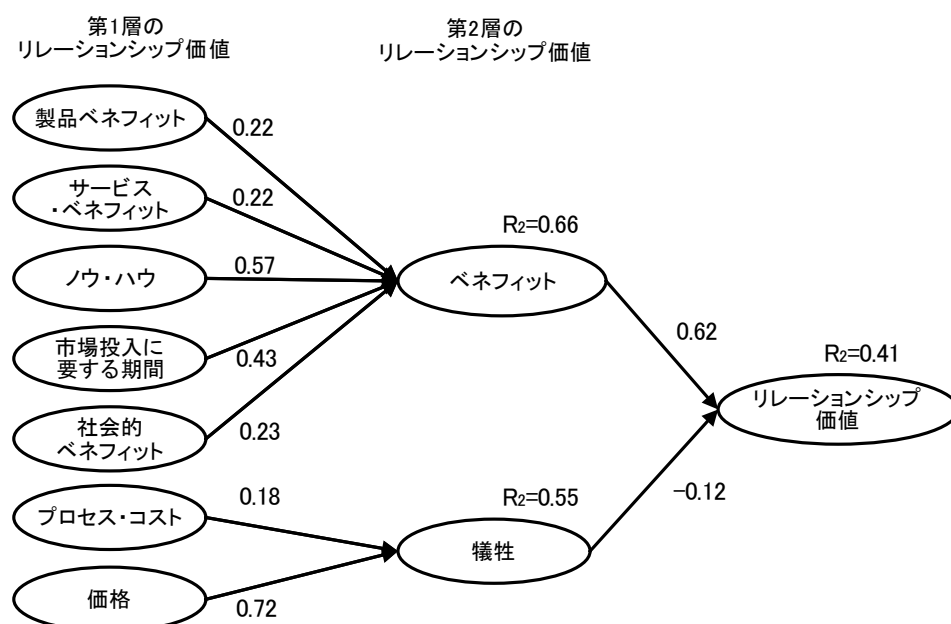 第1層の
リレーションシップ価値
第2層の
リレーションシップ価値
製品ベネフィット
0.22
サービス
・ベネフィット
0.22
R2=0.66
ノウ・ハウ
0.57
ベネフィット
市場投入に
要する期間
0.43
0.62
R2=0.41
リレーションシップ
価値
社会的
ベネフィット
0.23
プロセス・コスト
0.18
R2=0.55
−0.12
犠牲
価格
0.72